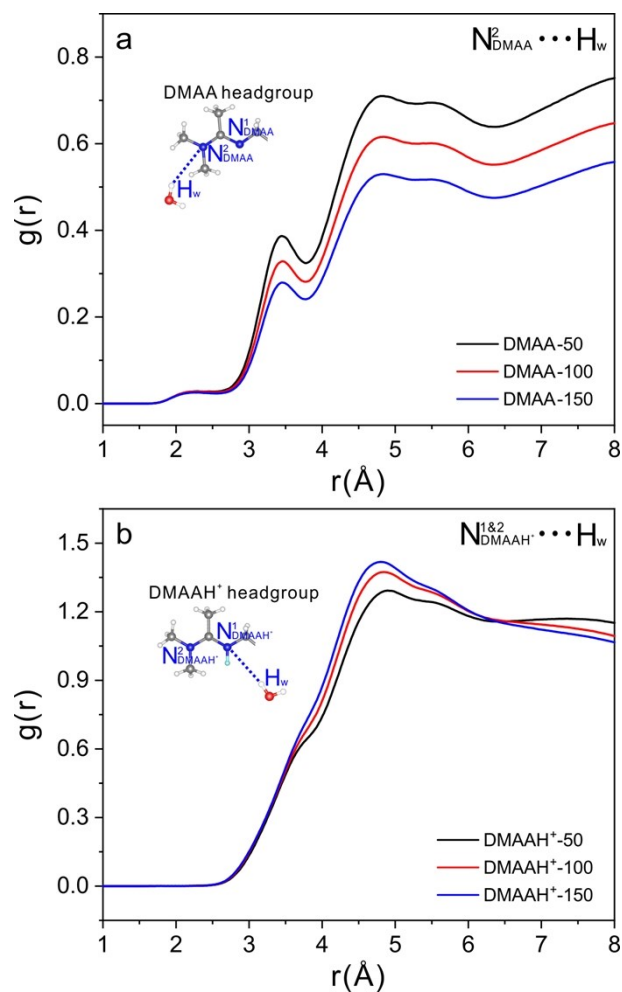 a
N²DMAA ••• Hw
DMAA headgroup
N¹DMAA
N²DMAA
Hw
g(r)
0.8
0.6
0.4
0.2
0.0
DMAA-50
DMAA-100
DMAA-150
1 2 3 4 5 6 7 8
r(Å)
b
N¹&²DMAAH⁺ ••• Hw
DMAAH⁺ headgroup
N¹DMAAH⁺
N²DMAAH⁺
Hw
g(r)
1.5
1.2
0.9
0.6
0.3
0.0
DMAAH⁺-50
DMAAH⁺-100
DMAAH⁺-150
1 2 3 4 5 6 7 8
r(Å)